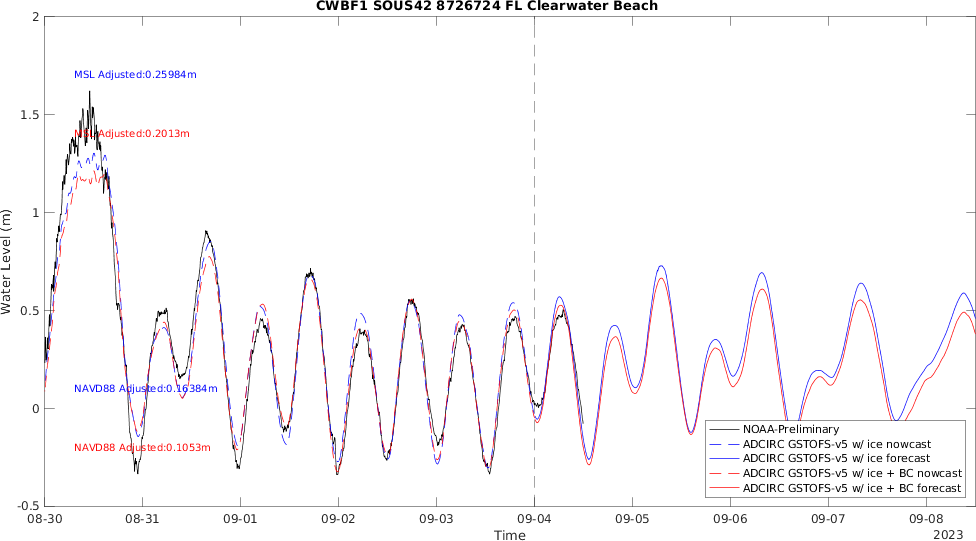 CWBF1 SOUS42 8726724 FL Clearwater Beach
Water Level (m)
2
1.5
1
0.5
0
-0.5
MSL Adjusted:0.25984m
MSL Adjusted:0.2013m
NAVD88 Adjusted:0.16384m
NAVD88 Adjusted:0.1053m
NOAA-Preliminary
ADCIRC GSTOFS-v5 w/ ice nowcast
ADCIRC GSTOFS-v5 w/ ice forecast
ADCIRC GSTOFS-v5 w/ ice + BC nowcast
ADCIRC GSTOFS-v5 w/ ice + BC forecast
08-30 08-31 09-01 09-02 09-03 09-04 09-05 09-06 09-07 09-08
Time
2023